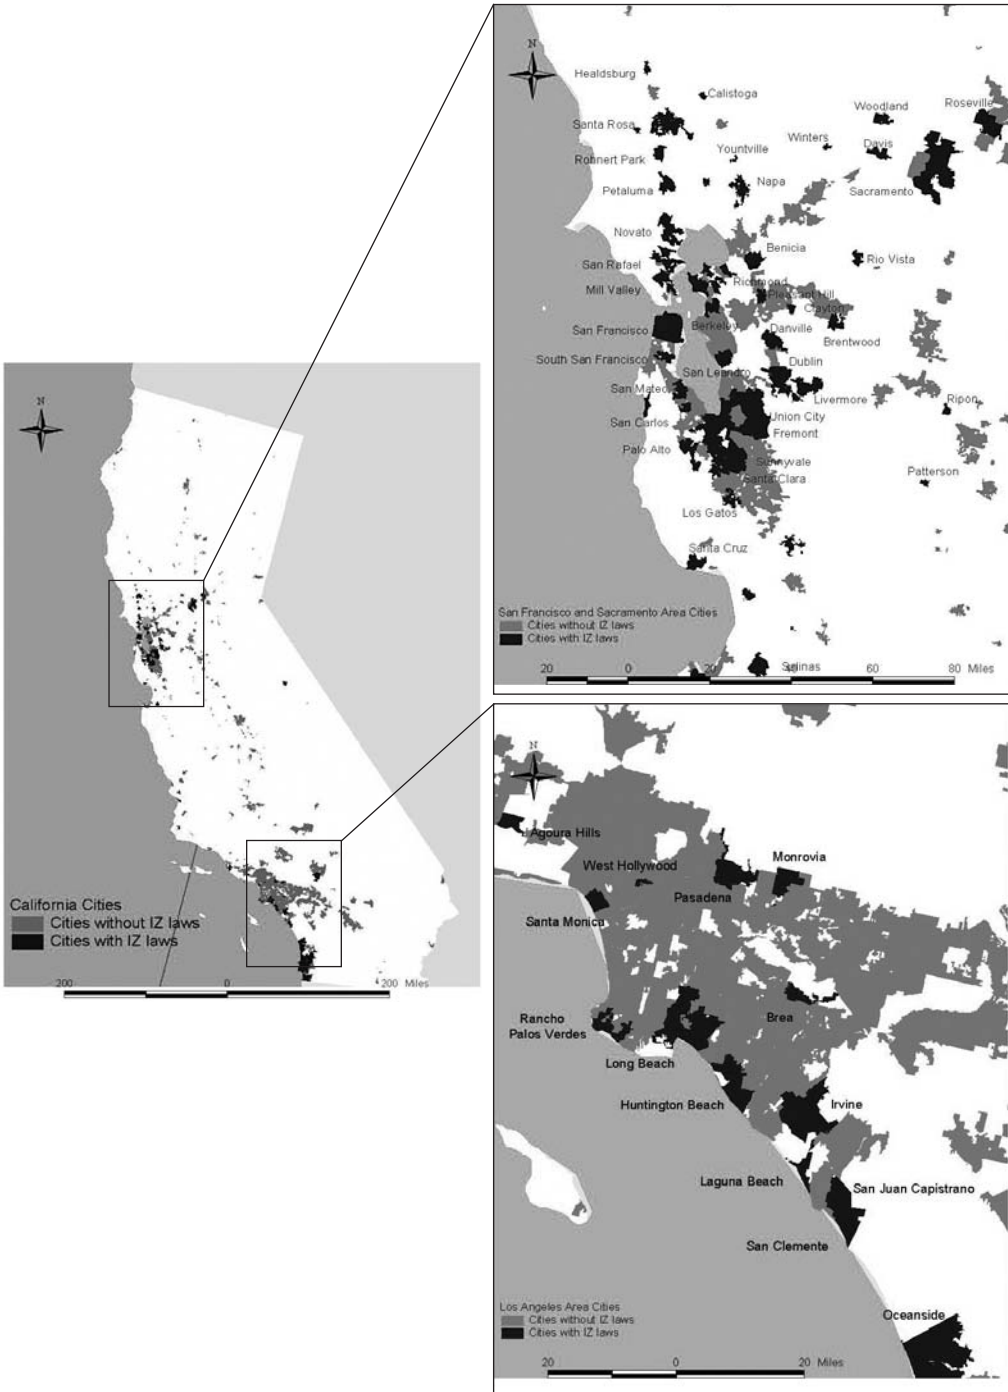 N
Healdsburg
Calistoga
Woodland
Roseville
Santa Rosa
Winters
Davis
Rohnert Park
Yountville
Petaluma
Napa
Sacramento
Novato
Benicia
San Rafael
Rio Vista
Richmond
Mill Valley
Pleasant Hill
Clayton
San Francisco
Berkeley
Danville
Brentwood
South San Francisco
Dublin
San Leandro
San Mateo
Livermore
Ripon
San Carlos
Union City
Fremont
Palo Alto
Sunnyvale
Patterson
Santa Clara
Los Gatos
Santa Cruz
San Francisco and Sacramento Area Cities
Cities without IZ laws
Cities with IZ laws
Salinas
20 0 20 40 60 80 Miles
N
California Cities
Cities without IZ laws
Cities with IZ laws
200 0 200 Miles
N
Agoura Hills
West Hollywood
Monrovia
Pasadena
Santa Monica
Rancho
Palos Verdes
Brea
Long Beach
Huntington Beach
Irvine
Laguna Beach
San Juan Capistrano
San Clemente
Los Angeles Area Cities
Cities without IZ laws
Cities with IZ laws
Oceanside
20 0 20 Miles